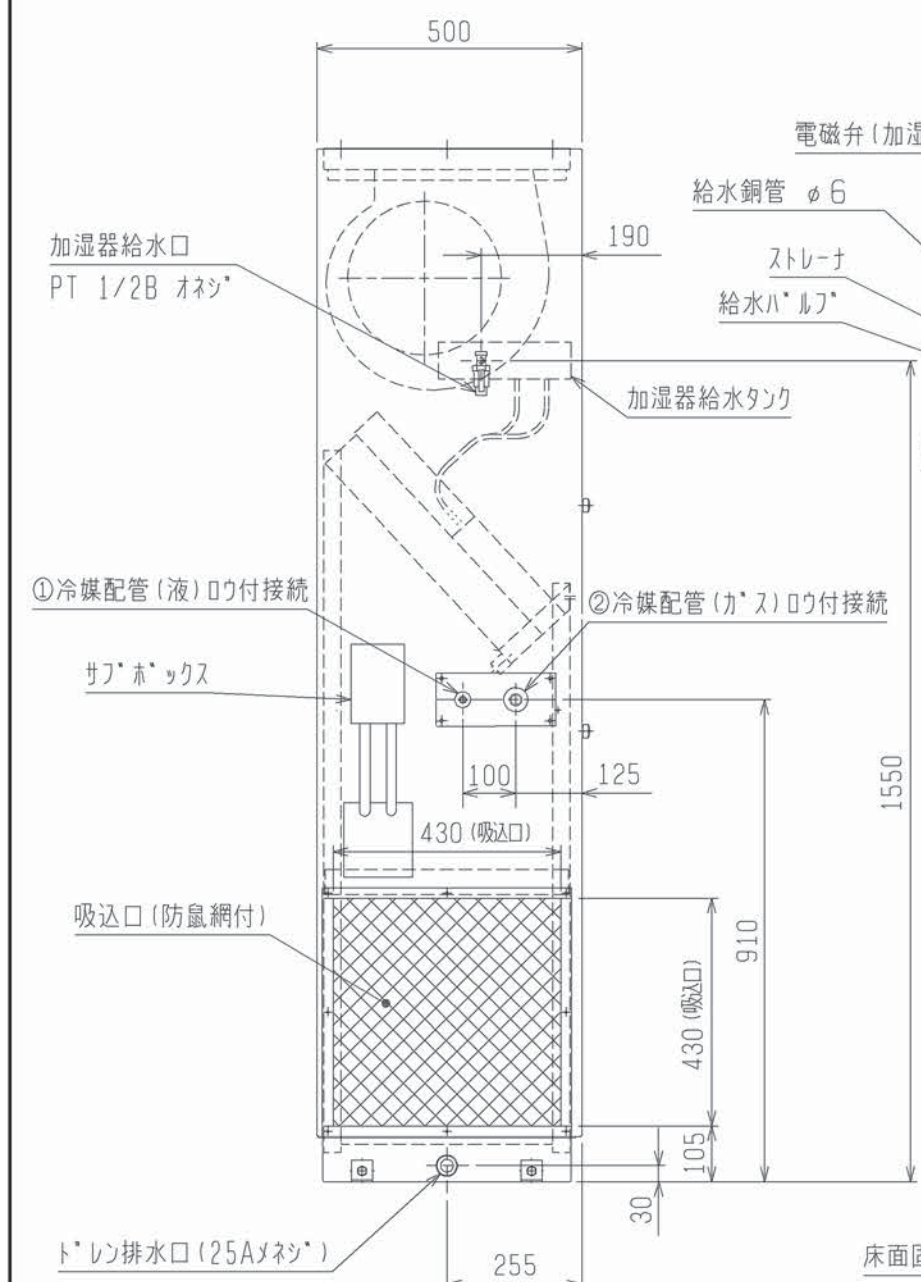 500
電磁弁(加湿
給水銅管 φ6
190
加湿器給水口
PT 1/2B オネジ
ストレーナ
給水バルブ
加湿器給水タンク
①冷媒配管(液)ロウ付接続
②冷媒配管(ガス)ロウ付接続
サブボックス
100
125
1550
430(吸込口)
吸込口(防鼠網付)
910
430(吸込口)
105
30
ドレン排水口(25Aメネジ)
255
床面固